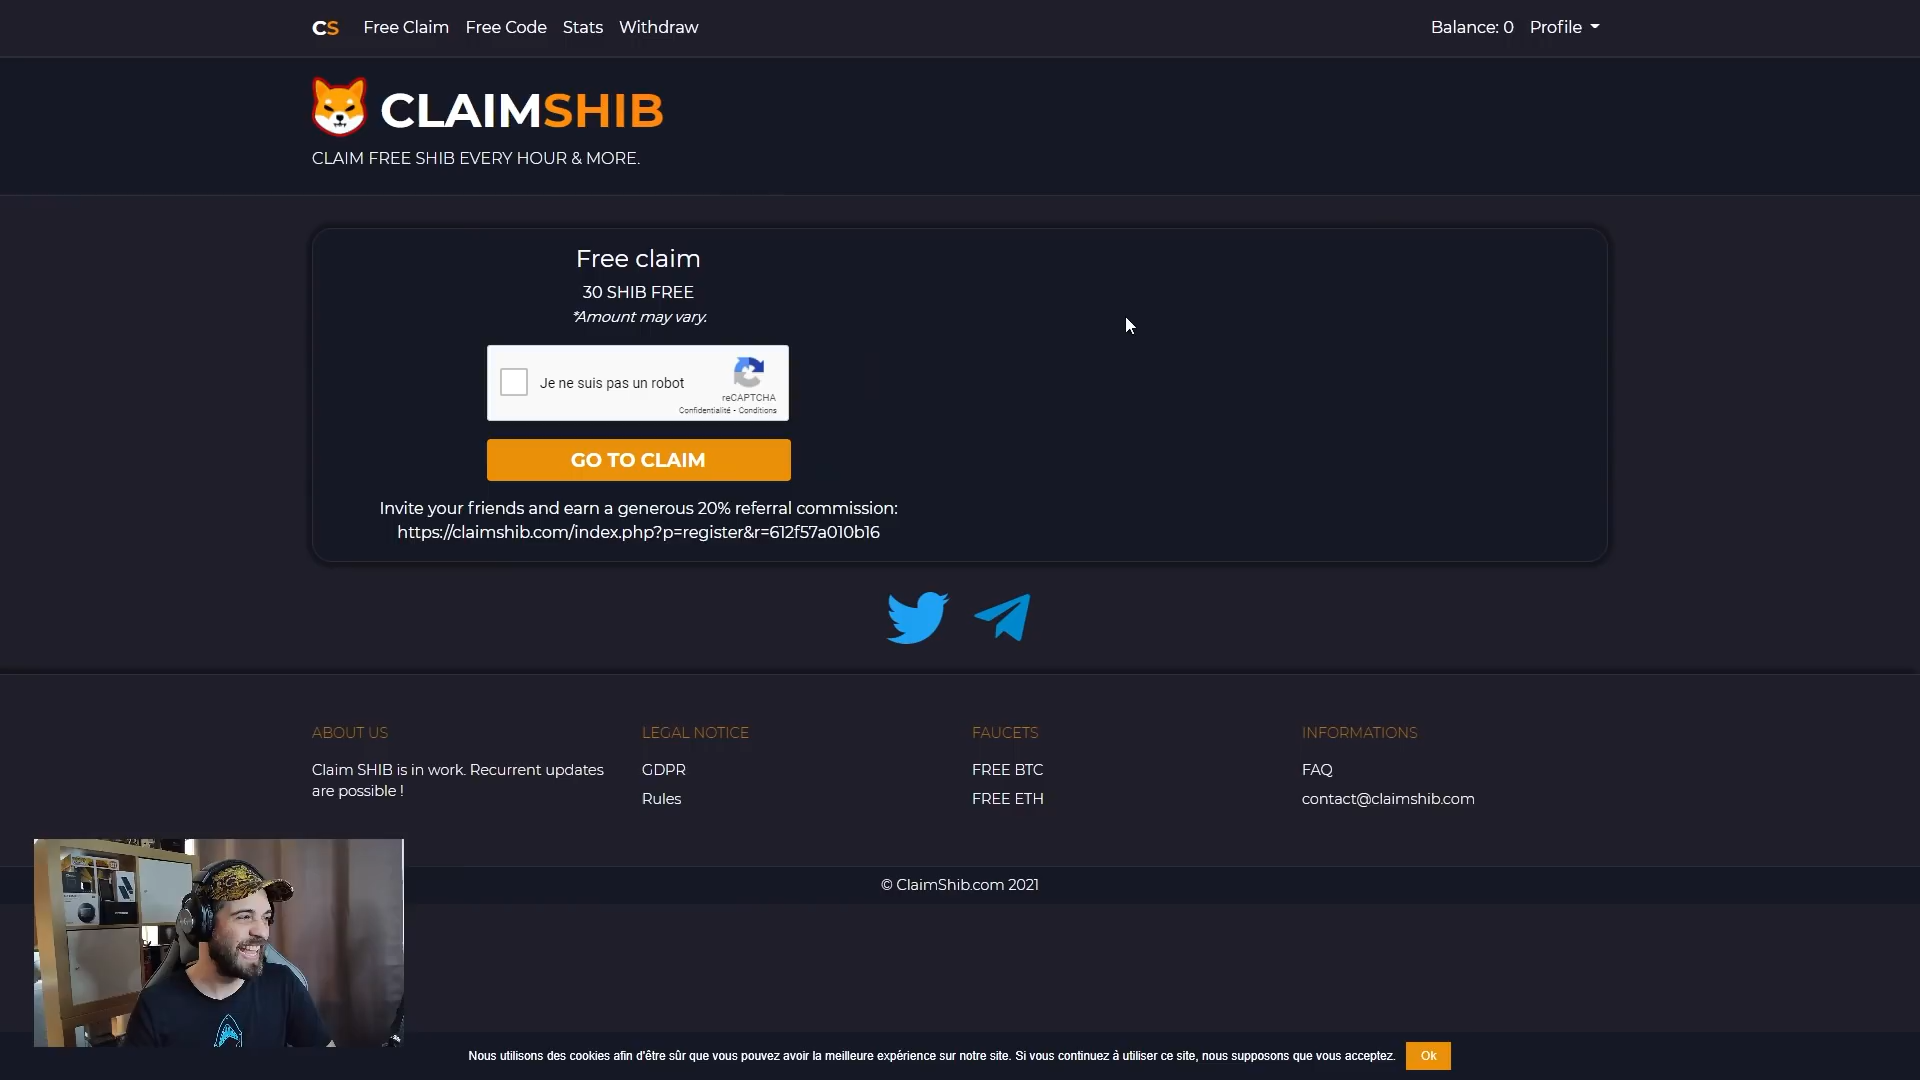 CS Free Claim Free Code Stats Withdraw Balance: 0 Profile
CLAIMSHIB
CLAIM FREE SHIB EVERY HOUR & MORE.
Free claim
30 SHIB FREE
*Amount may vary.
Je ne suis pas un robot
reCAPTCHA
Confidentialité - Conditions
GO TO CLAIM
Invite your friends and earn a generous 20% referral commission:
https://claimshib.com/index.php?p=register&r=612f57a010b16
ABOUT US
Claim SHIB is in work. Recurrent updates
are possible !
LEGAL NOTICE
GDPR
Rules
FAUCETS
FREE BTC
FREE ETH
INFORMATIONS
FAQ
contact@claimshib.com
© ClaimShib.com 2021
Nous utilisons des cookies afin d'être sûr que vous pouvez avoir la meilleure expérience sur notre site. Si vous continuez à utiliser ce site, nous supposons que vous acceptez. Ok